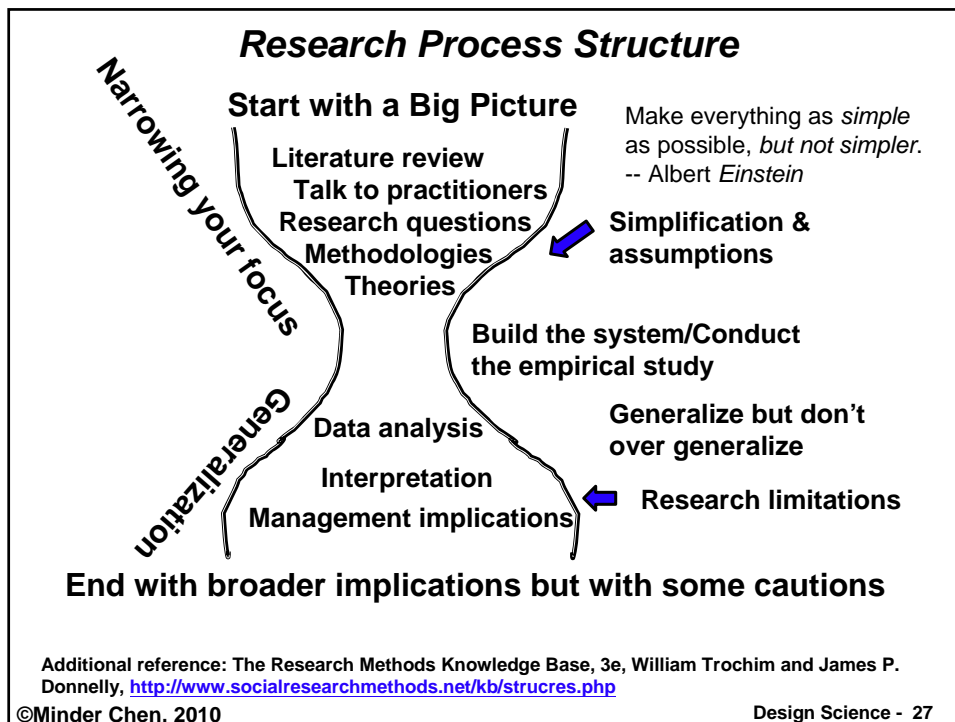 Research Process Structure
Narrowing your focus
Start with a Big Picture
Make everything as simple
as possible, but not simpler.
-- Albert Einstein
Literature review
Talk to practitioners
Research questions
Methodologies
Theories
Simplification &
assumptions
Build the system/Conduct
the empirical study
Generalization
Data analysis
Interpretation
Management implications
Generalize but don’t
over generalize
Research limitations
End with broader implications but with some cautions
Additional reference: The Research Methods Knowledge Base, 3e, William Trochim and James P.
Donnelly, http://www.socialresearchmethods.net/kb/strucres.php
©Minder Chen, 2010
Design Science - 27